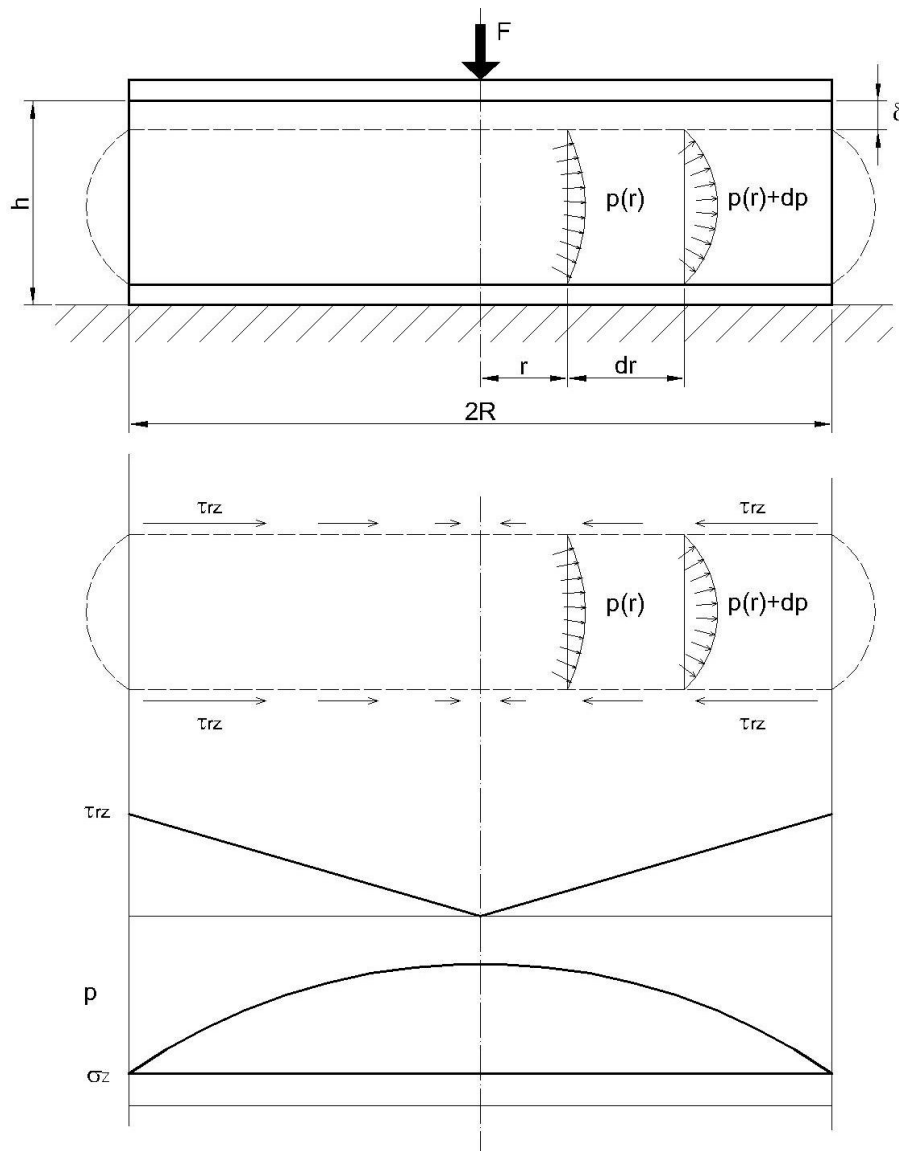 F
δ
h
p(r) p(r)+dp
r dr
2R
τrz τrz
p(r) p(r)+dp
τrz τrz
τrz
p
σz